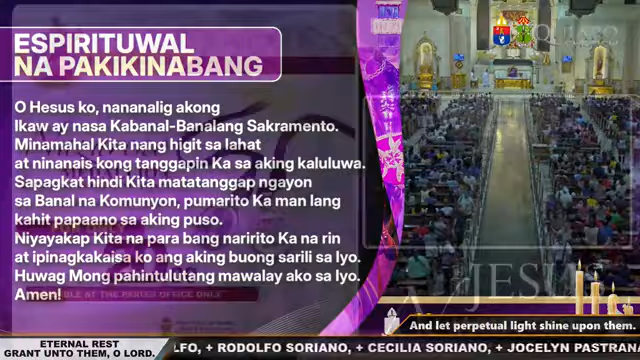 ESPIRITUWAL
NA PAKIKINABANG
O Hesus ko, nananalig akong
Ikaw ay nasa Kabanal-Banalang Sakramento.
Minamahal Kita nang higit sa lahat
at ninanais kong tanggapin Ka sa aking kaluluwa.
Sapagkat hindi Kita matatanggap ngayon
sa Banal na Komunyon, pumarito Ka man lang
kahit papaano sa aking puso.
Niyayakap Kita na para bang naririto Ka na rin
at ipinagkakaisa ko ang aking buong sarili sa Iyo.
Huwag Mong pahintulutang mawalay ako sa Iyo.
Amen!
JESUS
And let perpetual light shine upon them.
ETERNAL REST
GRANT UNTO THEM, O LORD.
LFO, + RODOLFO SORIANO, + CECILIA SORIANO, + JOCELYN PASTRAN